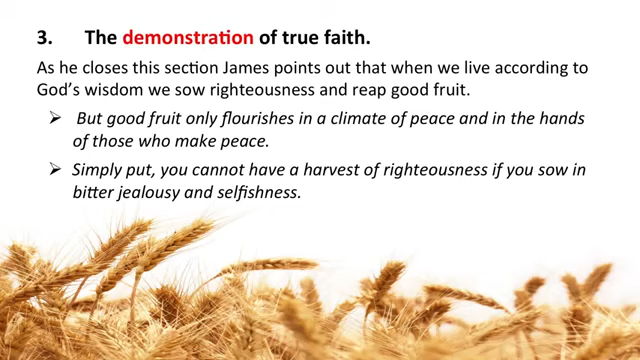 3. The demonstration of true faith.
As he closes this section James points out that when we live according to
God's wisdom we sow righteousness and reap good fruit.
➢ But good fruit only flourishes in a climate of peace and in the hands
of those who make peace.
➢ Simply put, you cannot have a harvest of righteousness if you sow in
bitter jealousy and selfishness.